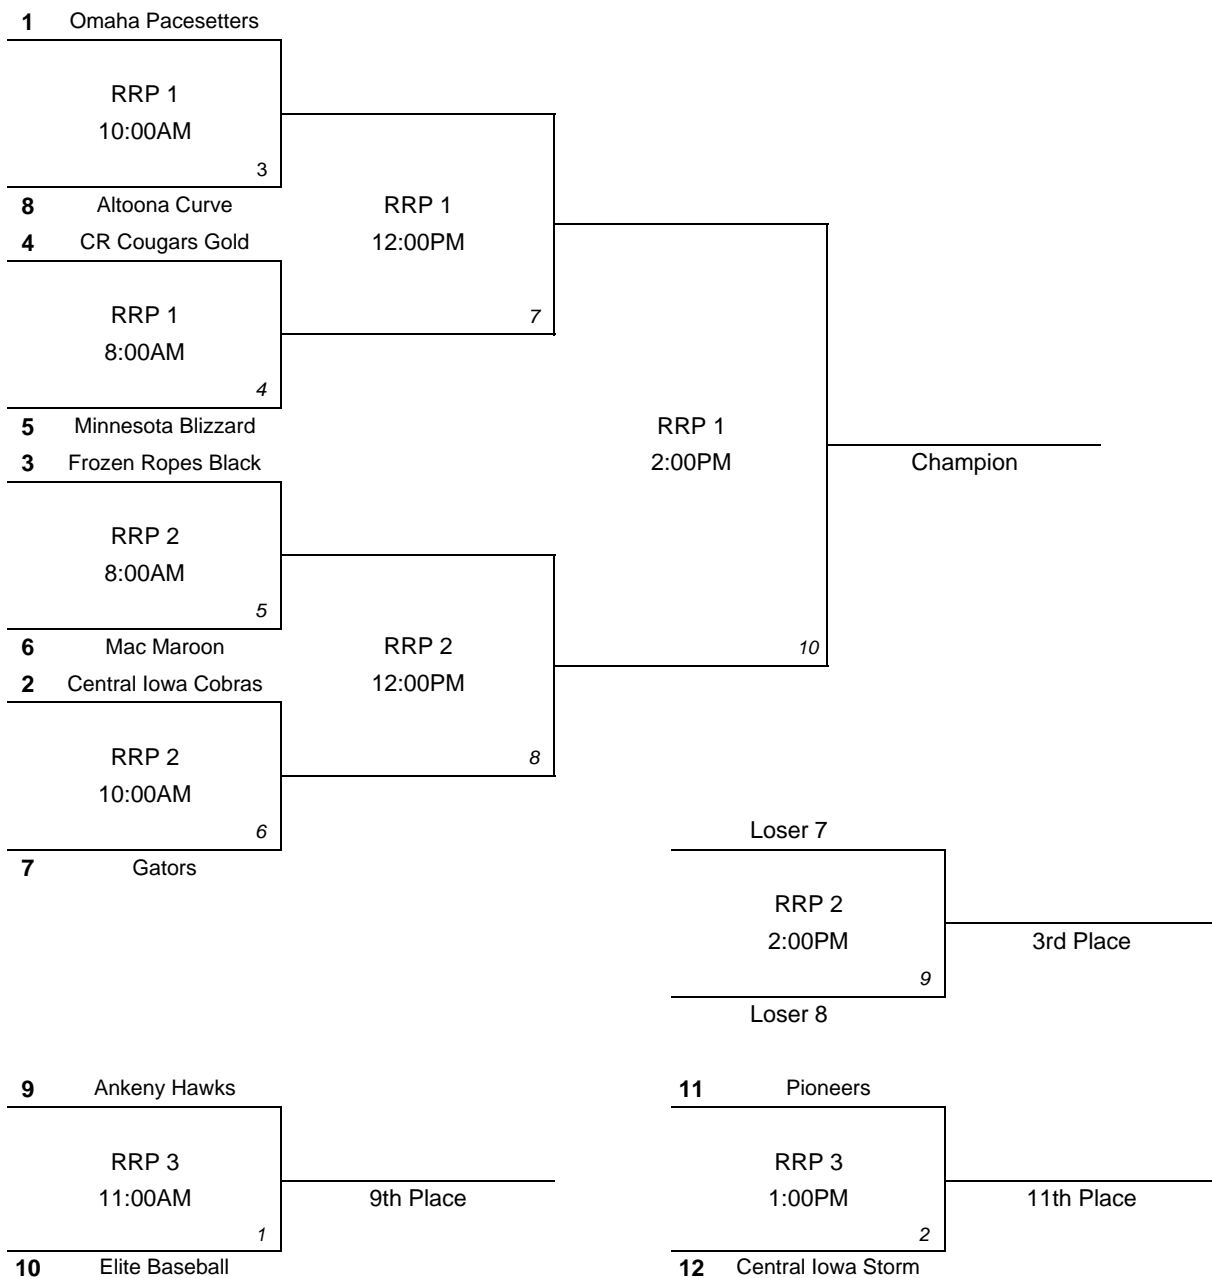 1 Omaha Pacesetters
RRP 1
10:00AM
3
8 Altoona Curve
RRP 1
4 CR Cougars Gold
12:00PM
RRP 1
7
8:00AM
4
5 Minnesota Blizzard
RRP 1
3 Frozen Ropes Black
2:00PM
Champion
RRP 2
8:00AM
5
6 Mac Maroon
RRP 2
10
2 Central Iowa Cobras
12:00PM
RRP 2
8
10:00AM
6
Loser 7
7 Gators
RRP 2
2:00PM
3rd Place
9
Loser 8
9 Ankeny Hawks
11 Pioneers
RRP 3
RRP 3
11:00AM
9th Place
1:00PM
11th Place
1
2
10 Elite Baseball
12 Central Iowa Storm